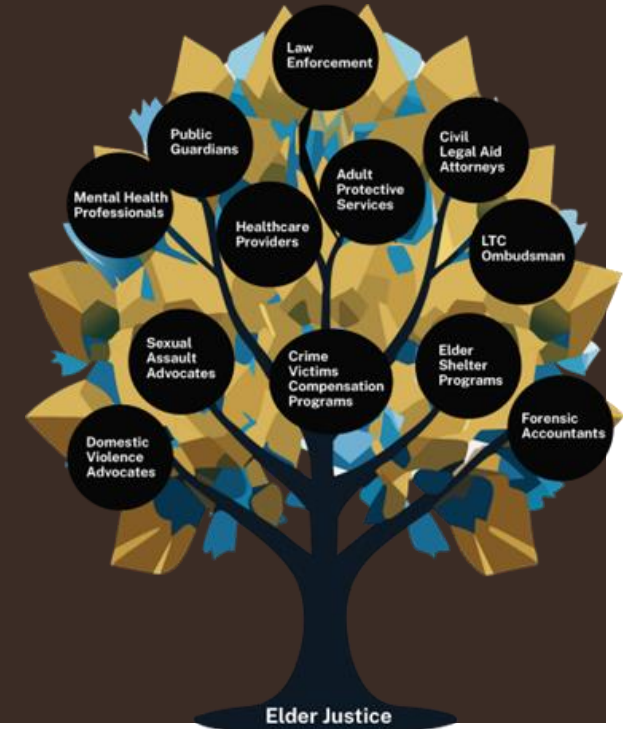 Law
Enforcement
Public
Guardians
Civil
Legal Aid
Attorneys
Adult
Protective
Services
Mental Health
Professionals
Healthcare
Providers
LTC
Ombudsman
Sexual
Assault
Advocates
Crime
Victims
Compensation
Programs
Elder
Shelter
Programs
Forensic
Accountants
Domestic
Violence
Advocates
Elder Justice